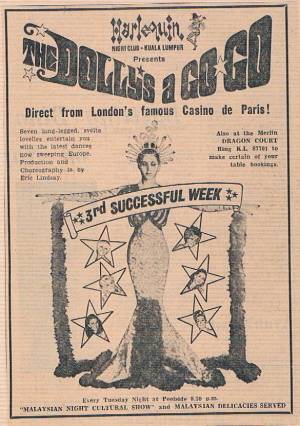 Harlequin
NIGHT CLUB • KUALA LUMPUR
Presents
THE DOLLY'S a GO GO
Direct from London's famous Casino de Paris!
Seven long-legged, svelte
lovelies entertain you
with the latest dances
now sweeping Europe.
Production and
Choreography is by
Eric Lindsay.
Also at the Merlin
DRAGON COURT
Ring K.L. 87701 to
make certain of your
table bookings.
3rd SUCCESSFUL WEEK
Every Tuesday Night at Poolside 8.30 p.m.
"MALAYSIAN NIGHT CULTURAL SHOW" and MALAYSIAN DELICACIES SERVED